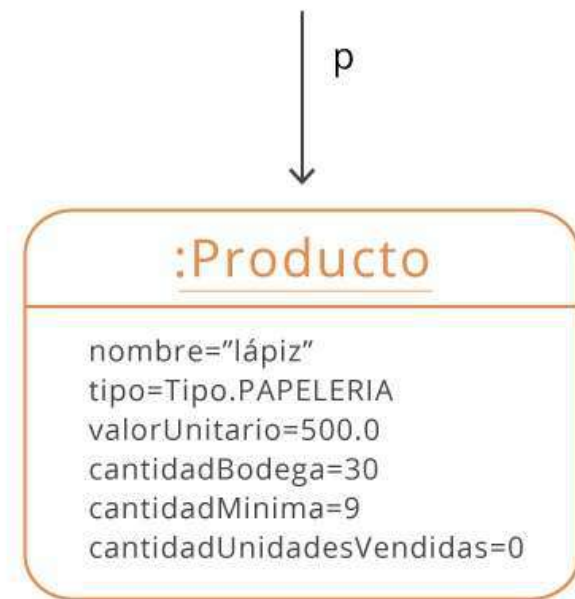 p
:Producto
nombre=”lápiz”
tipo=Tipo.PAPELERIA
valorUnitario=500.0
cantidadBodega=30
cantidadMinima=9
cantidadUnidadesVendidas=0